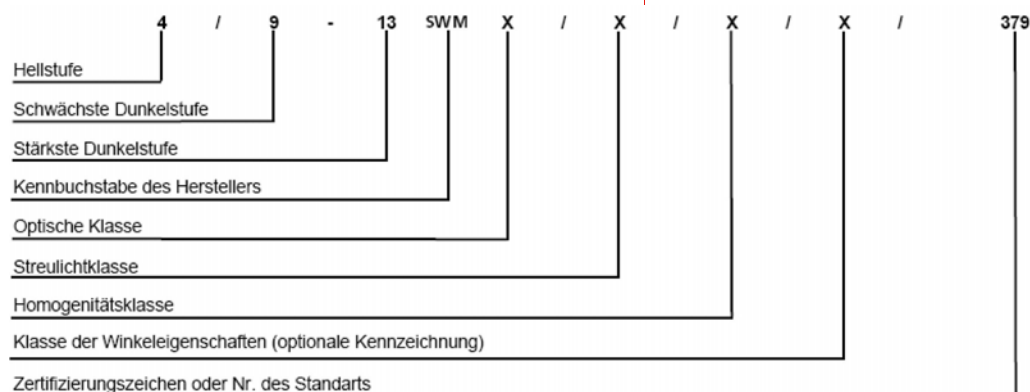 4 / 9 - 13 SWM X / X / X / X / 379
Hellstufe
Schwächste Dunkelstufe
Stärkste Dunkelstufe
Kennbuchstabe des Herstellers
Optische Klasse
Streulichtklasse
Homogenitätsklasse
Klasse der Winkeleigenschaften (optionale Kennzeichnung)
Zertifizierungszeichen oder Nr. des Standarts